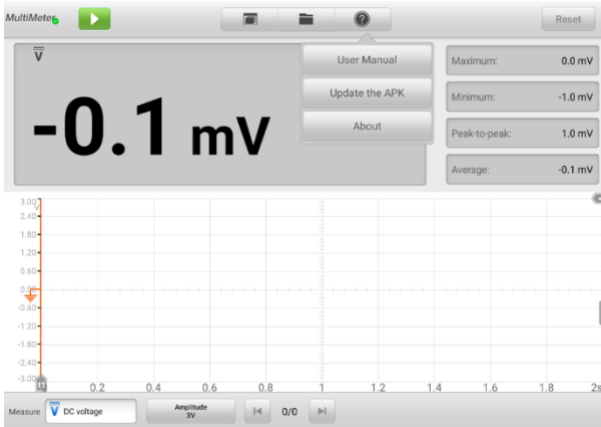 MultiMeter
Reset
V
User Manual
Update the APK
About
-0.1 mV
Maximum: 0.0 mV
Minimum: -1.0 mV
Peak-to-peak: 1.0 mV
Average: -0.1 mV
V
3.00
2.40
1.80
1.20
0.60
0.00
-0.60
-1.20
-1.80
-2.40
-3.00
0.2 0.4 0.6 0.8 1 1.2 1.4 1.6 1.8 2s
Measure V DC voltage Amplitude 0/0
3V